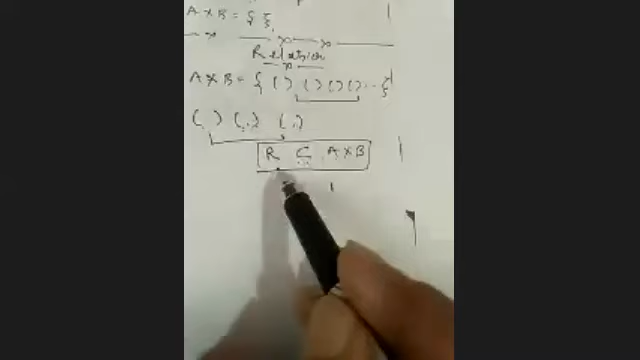 A × B = { },
Relation
A × B = { ( ) ( ) ( ) ( ) ... }
( , ) ( , ) ( , )
R ⊆ A × B